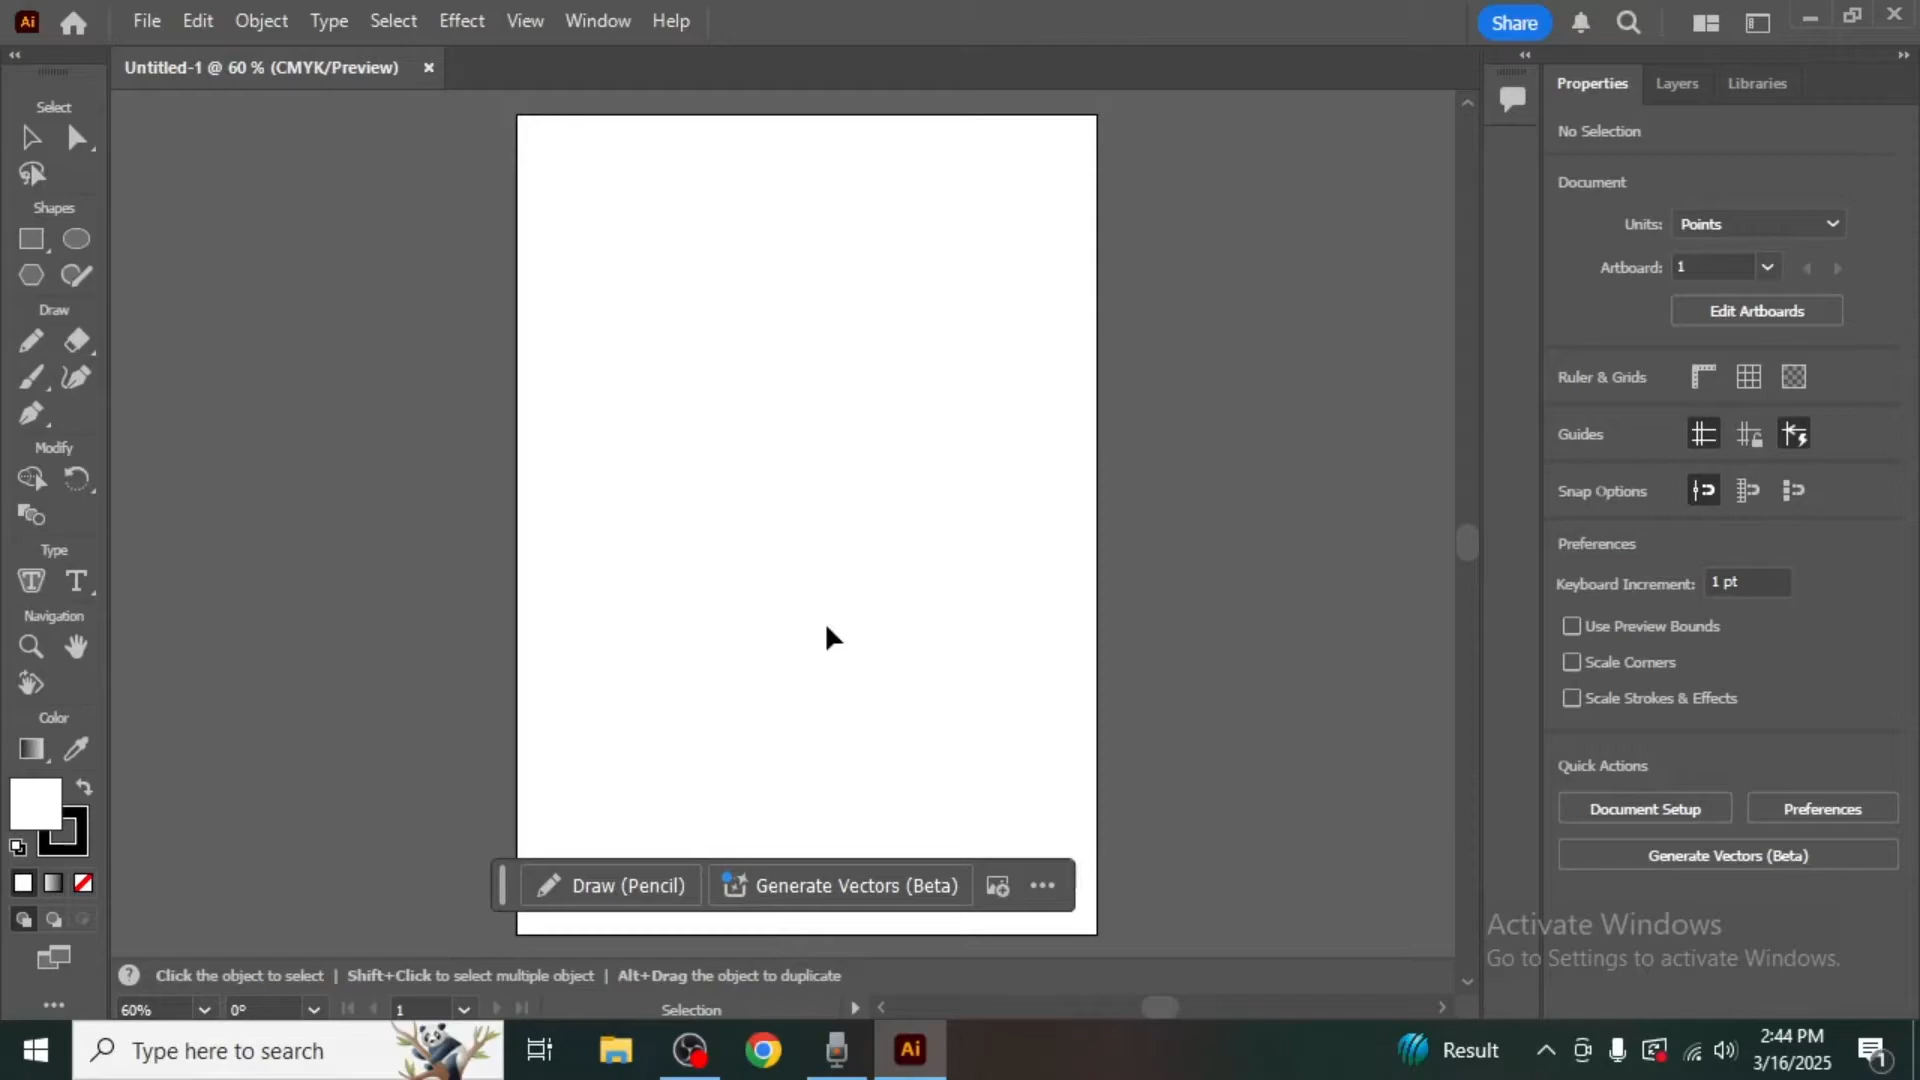 Ai File Edit Object Type Select Effect View Window Help Share
Untitled-1 @ 60 % (CMYK/Preview) ×
Select
Shapes
Draw
Modify
Type
Navigation
Color
Properties Layers Libraries
No Selection
Document
Units: Points
Artboard: 1
Edit Artboards
Ruler & Grids
Guides
Snap Options
Preferences
Keyboard Increment: 1 pt
Use Preview Bounds
Scale Corners
Scale Strokes & Effects
Quick Actions
Document Setup Preferences
Generate Vectors (Beta)
Draw (Pencil) Generate Vectors (Beta)
Activate Windows
Go to Settings to activate Windows.
Click the object to select | Shift+Click to select multiple object | Alt+Drag the object to duplicate
60% 0° 1 Selection
Type here to search Ai Result 2:44 PM
3/16/2025 1